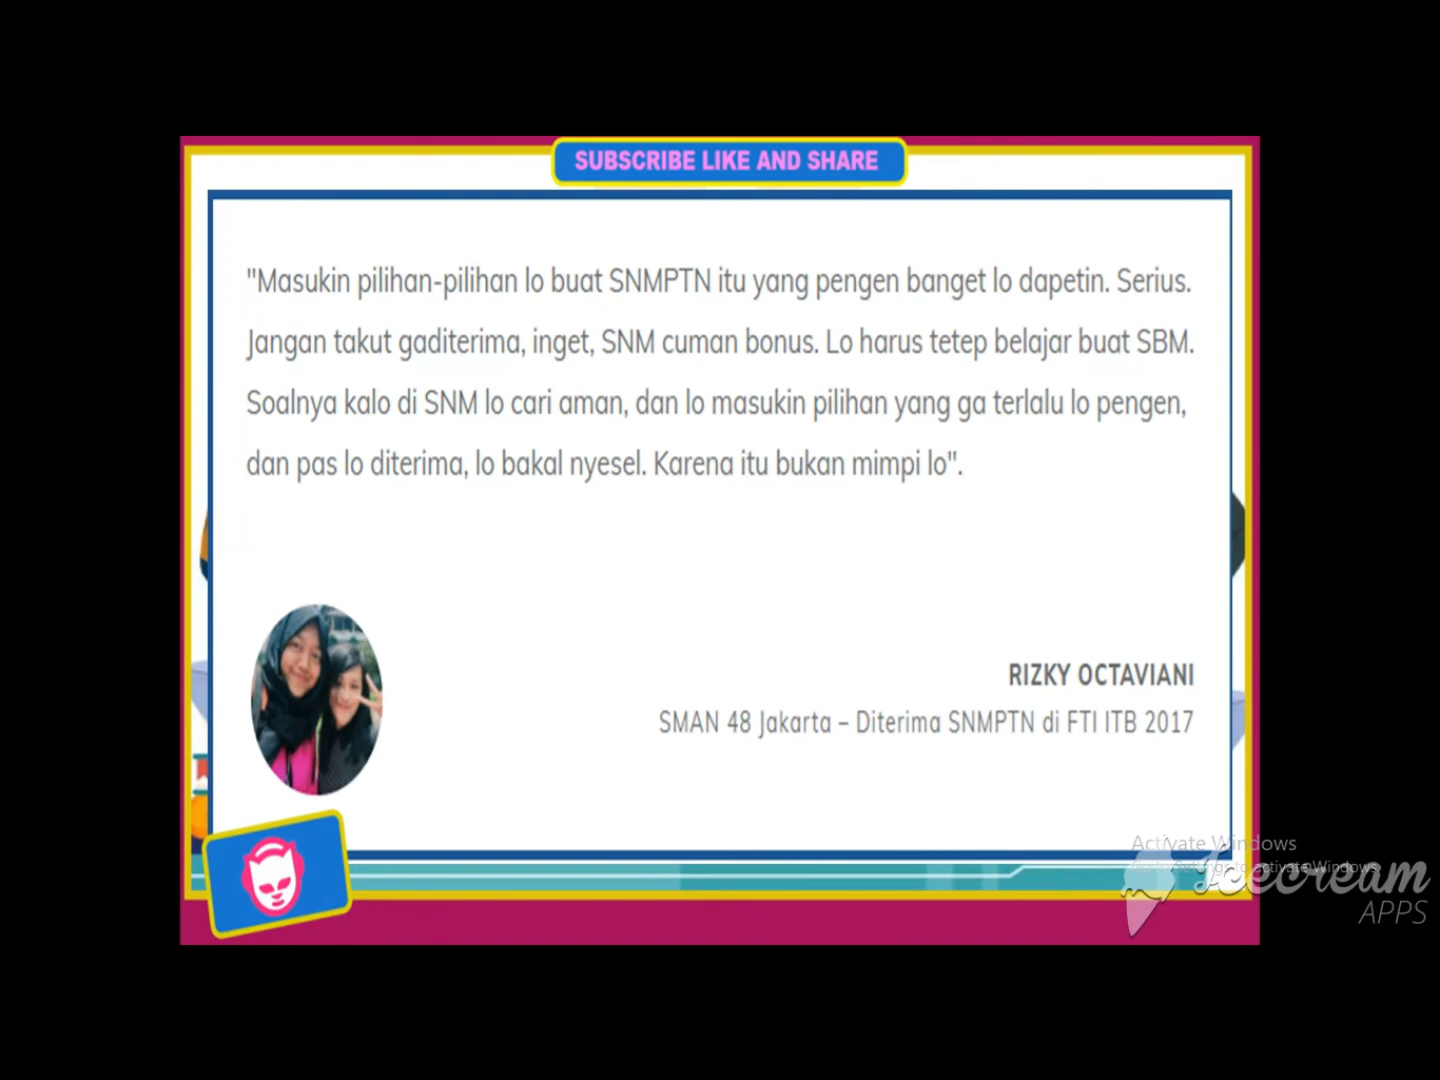 SUBSCRIBE LIKE AND SHARE
"Masukin pilihan-pilihan lo buat SNMPTN itu yang pengen banget lo dapetin. Serius.
Jangan takut gaditerima, inget, SNM cuman bonus. Lo harus tetep belajar buat SBM.
Soalnya kalo di SNM lo cari aman, dan lo masukin pilihan yang ga terlalu lo pengen,
dan pas lo diterima, lo bakal nyesel. Karena itu bukan mimpi lo".
RIZKY OCTAVIANI
SMAN 48 Jakarta – Diterima SNMPTN di FTI ITB 2017
Activate Windows
to activate Windows.
Icecream
APPS